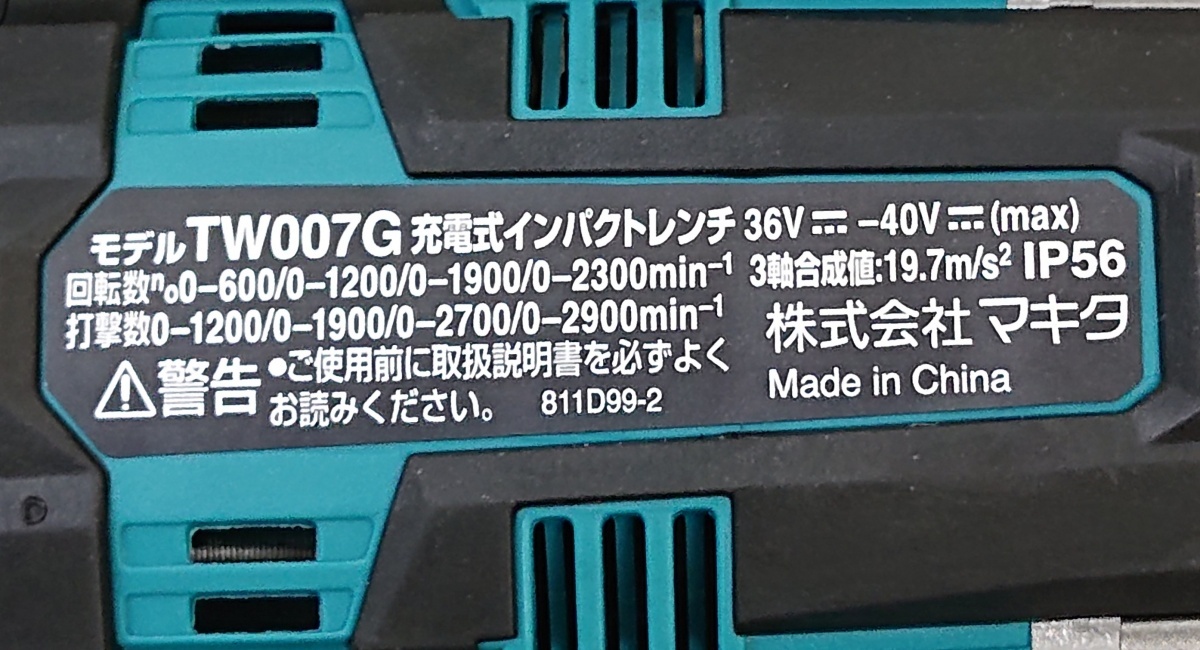 モデルTW007G 充電式インパクトレンチ 36V⎓ –40V⎓(max)
回転数n₀0–600/0–1200/0–1900/0–2300min⁻¹ 3軸合成値:19.7m/s² IP56
打撃数0–1200/0–1900/0–2700/0–2900min⁻¹ 株式会社マキタ
⚠警告 ●ご使用前に取扱説明書を必ずよく
お読みください。 811D99-2 Made in China